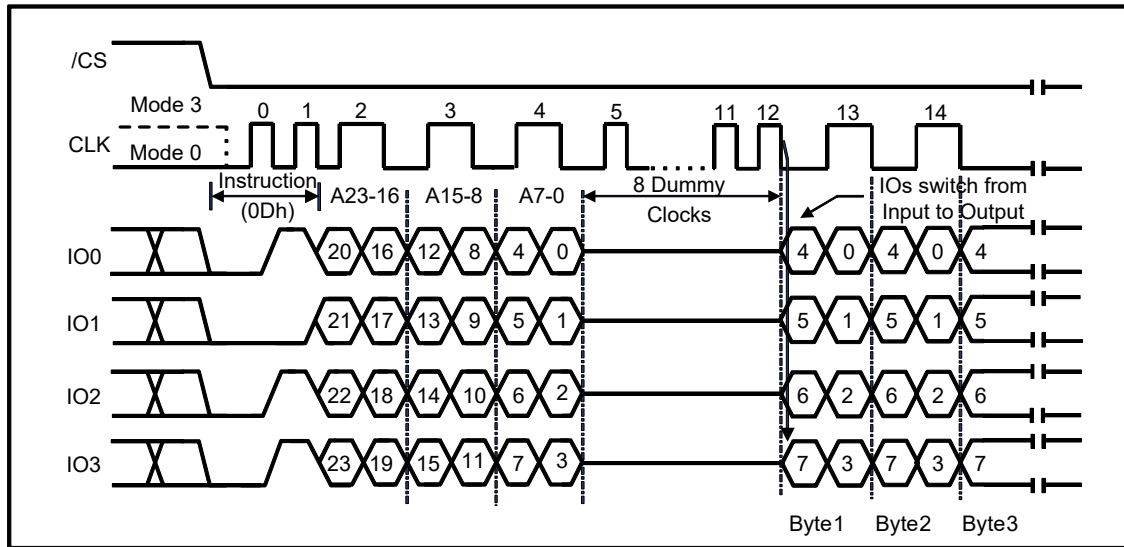 /CS
Mode 3
0 1 2 3 4 5 11 12 13 14
CLK
Mode 0
Instruction
(0Dh)
A23-16 A15-8 A7-0
8 Dummy
Clocks
IOs switch from
Input to Output
IO0 20 16 12 8 4 0 4 0 4 0 4
IO1 21 17 13 9 5 1 5 1 5 1 5
IO2 22 18 14 10 6 2 6 2 6 2 6
IO3 23 19 15 11 7 3 7 3 7 3 7
Byte1 Byte2 Byte3